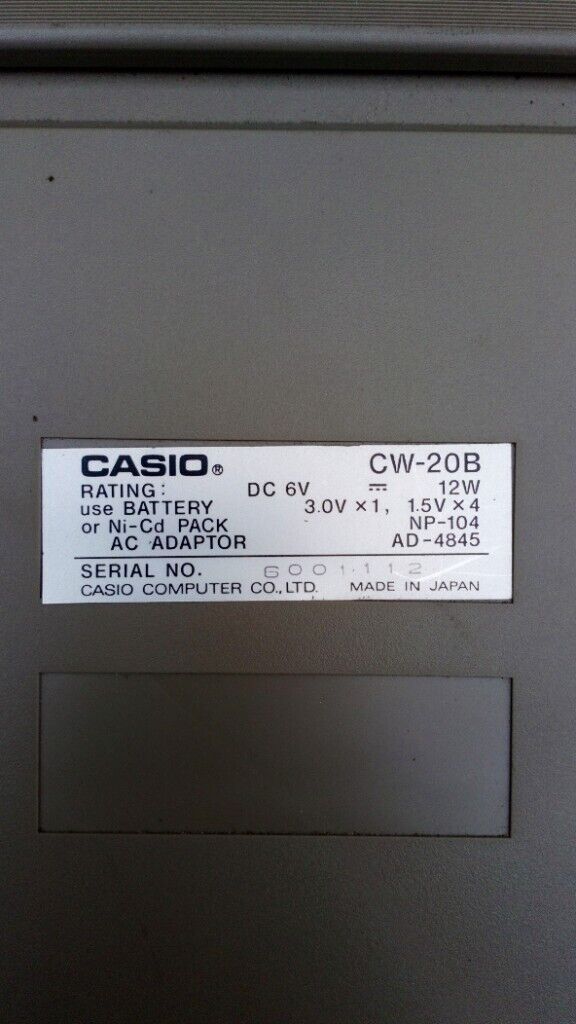 CASIO® CW-20B
RATING: DC 6V ⎓ 12W
use BATTERY 3.0V ×1, 1.5V × 4
or Ni-Cd PACK NP-104
AC ADAPTOR AD-4845
SERIAL NO. 6001112
CASIO COMPUTER CO., LTD. MADE IN JAPAN